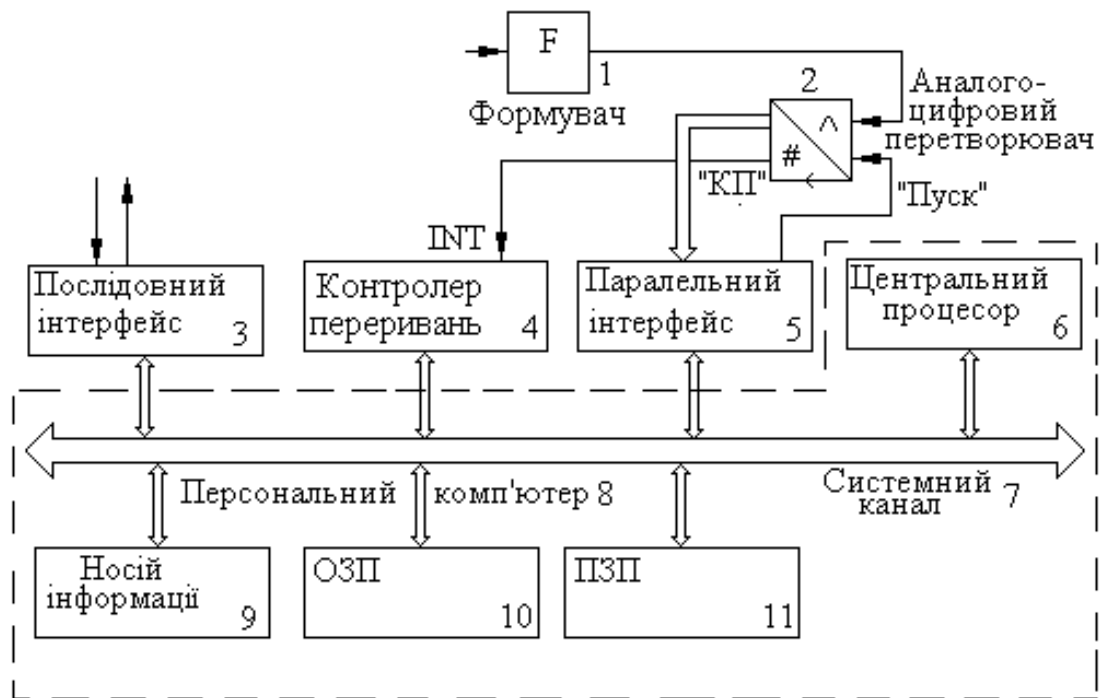 F
1
Формувач
2
^
#
Аналого-
цифровий
перетворювач
"КП"
"Пуск"
INT
Послідовний
інтерфейс 3
Контролер
переривань 4
Паралельний
інтерфейс 5
Центральний
процесор 6
Персональний комп'ютер 8
Системний 7
канал
Носій
інформації 9
ОЗП
10
ПЗП
11